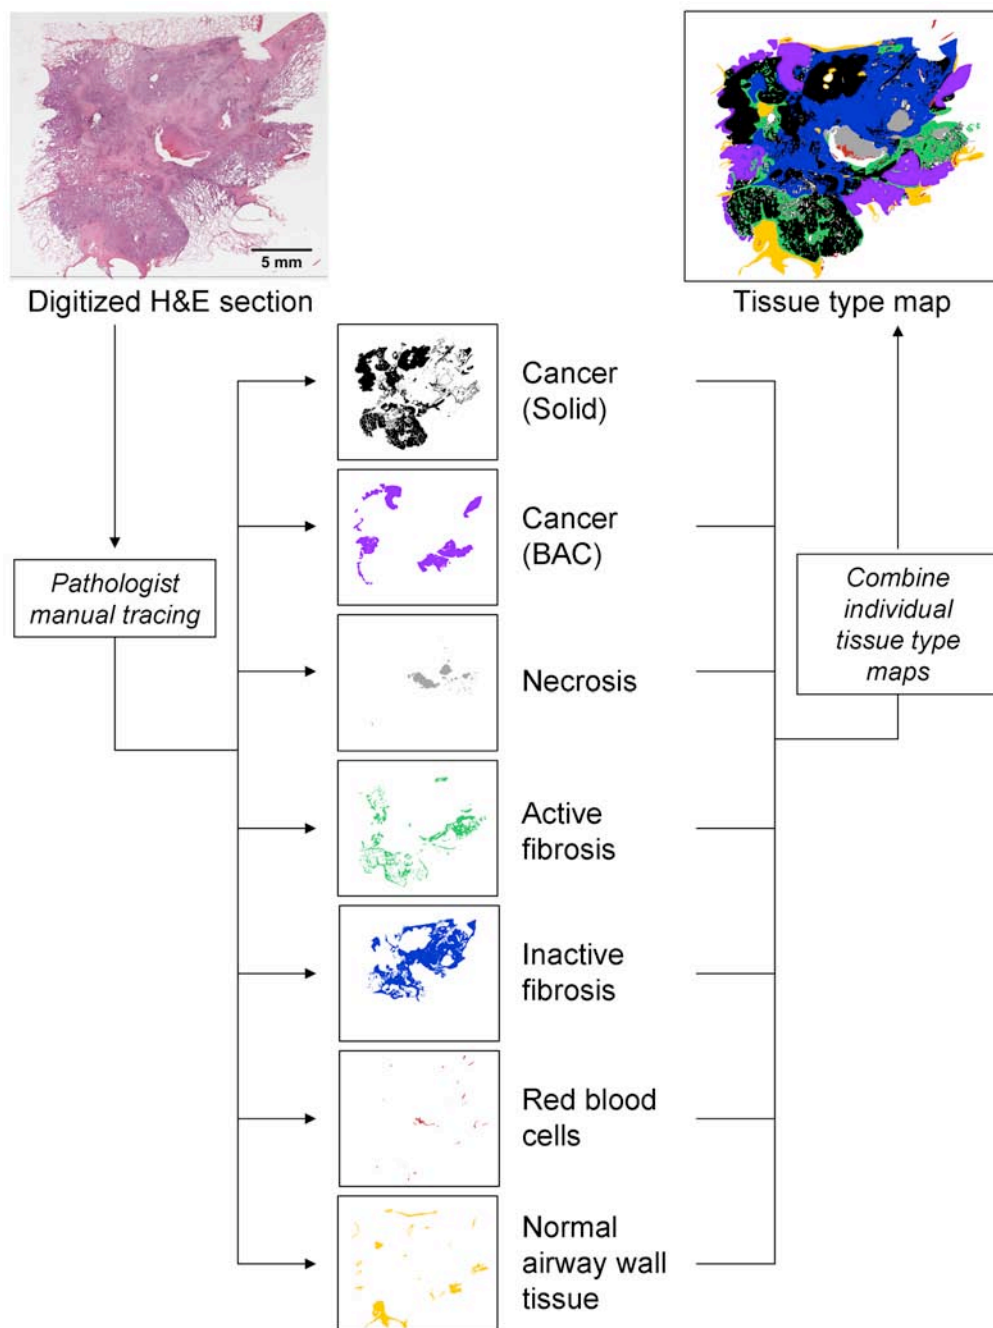 5 mm
Digitized H&E section
Tissue type map
Cancer
(Solid)
Cancer
(BAC)
Pathologist
manual tracing
Combine
individual
tissue type
maps
Necrosis
Active
fibrosis
Inactive
fibrosis
Red blood
cells
Normal
airway wall
tissue